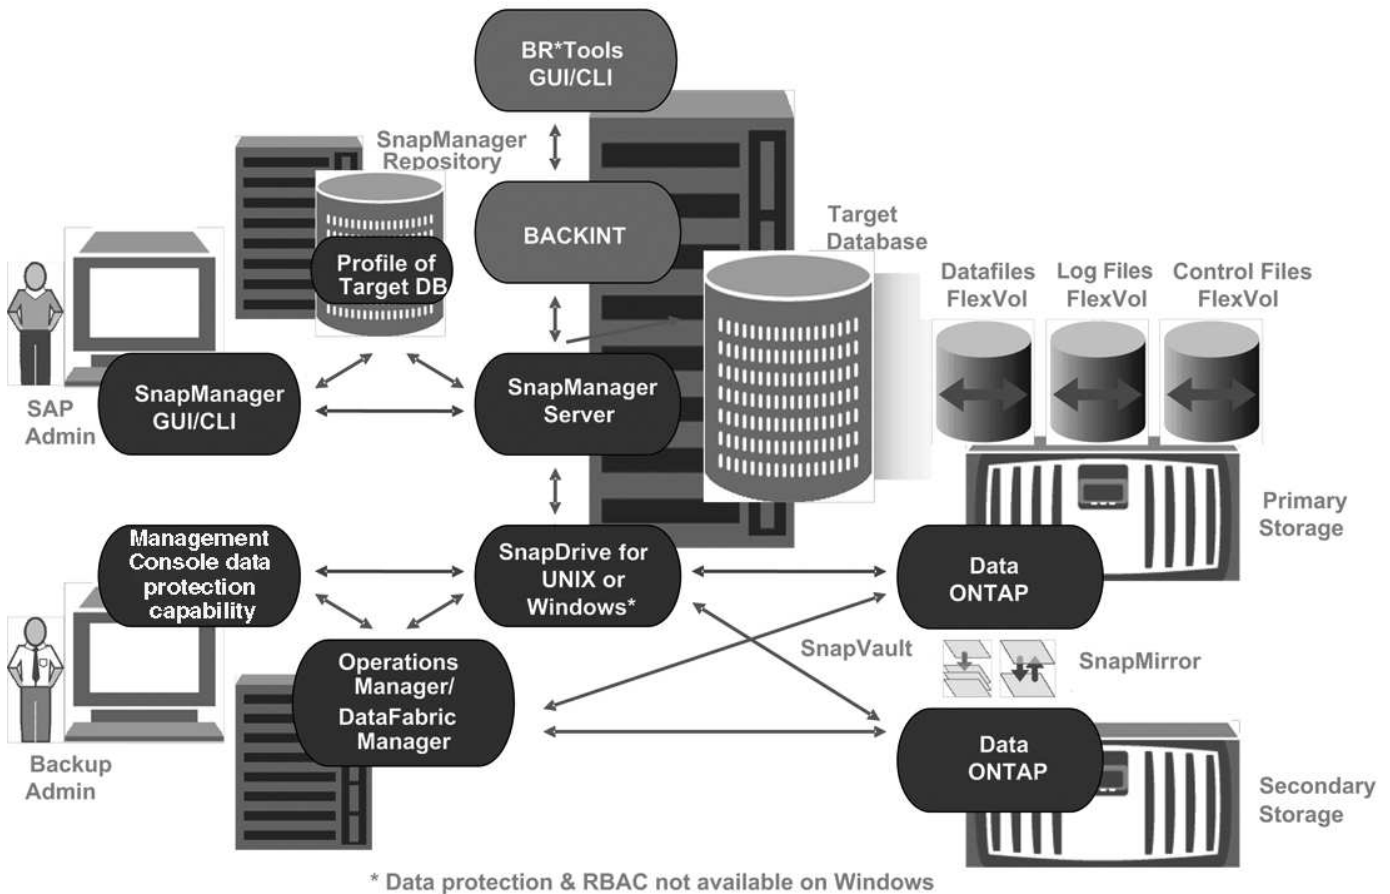 BR*Tools
GUI/CLI
SnapManager
Repository
BACKINT
Target
Database
Profile of
Target DB
Datafiles
FlexVol
Log Files
FlexVol
Control Files
FlexVol
SAP
Admin
SnapManager
GUI/CLI
SnapManager
Server
Primary
Storage
Management
Console data
protection
capability
SnapDrive for
UNIX or
Windows*
Data
ONTAP
SnapVault
SnapMirror
Operations
Manager/
DataFabric
Manager
Data
ONTAP
Backup
Admin
Secondary
Storage
* Data protection & RBAC not available on Windows